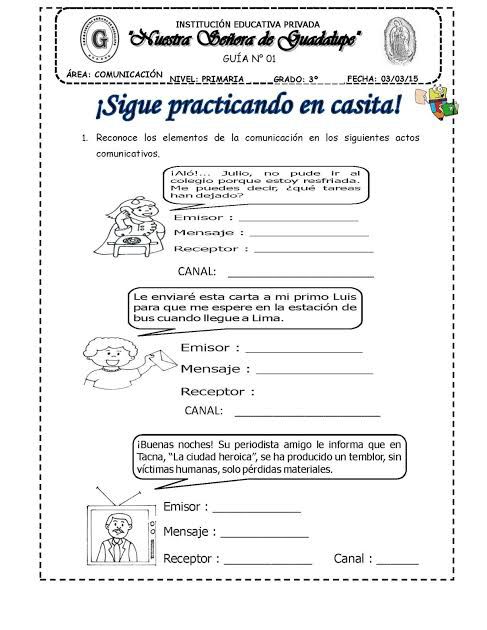 INSTITUCIÓN EDUCATIVA PRIVADA
"Nuestra Señora de Guadalupe"
GUÍA N° 01
G
ÁREA: COMUNICACIÓN NIVEL: PRIMARIA GRADO: 3° FECHA: 03/03/15
¡Sigue practicando en casita!
1. Reconoce los elementos de la comunicación en los siguientes actos
comunicativos.
¡Aló!... Julio, no pude ir al
colegio porque estoy resfriada.
Me puedes decir, ¿qué tareas
han dejado?
Emisor : ____________________
Mensaje : ____________________
Receptor : ____________________
CANAL: ____________________
Le enviaré esta carta a mi primo Luis
para que me espere en la estación de
bus cuando llegue a Lima.
Emisor : ____________________
Mensaje : ____________________
Receptor :
CANAL: ____________________
¡Buenas noches! Su periodista amigo le informa que en
Tacna, "La ciudad heroica", se ha producido un temblor, sin
víctimas humanas, solo pérdidas materiales.
Emisor : ____________
Mensaje : ____________
Receptor : ____________ Canal : ______